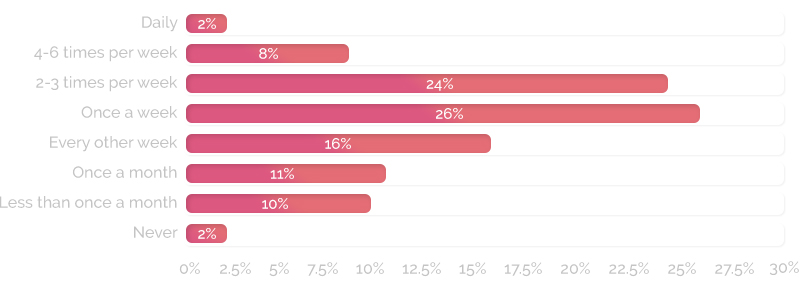 Daily 2%
4-6 times per week 8%
2-3 times per week 24%
Once a week 26%
Every other week 16%
Once a month 11%
Less than once a month 10%
Never 2%
0% 2.5% 5% 7.5% 10% 12.5% 15% 17.5% 20% 22.5% 25% 27.5% 30%